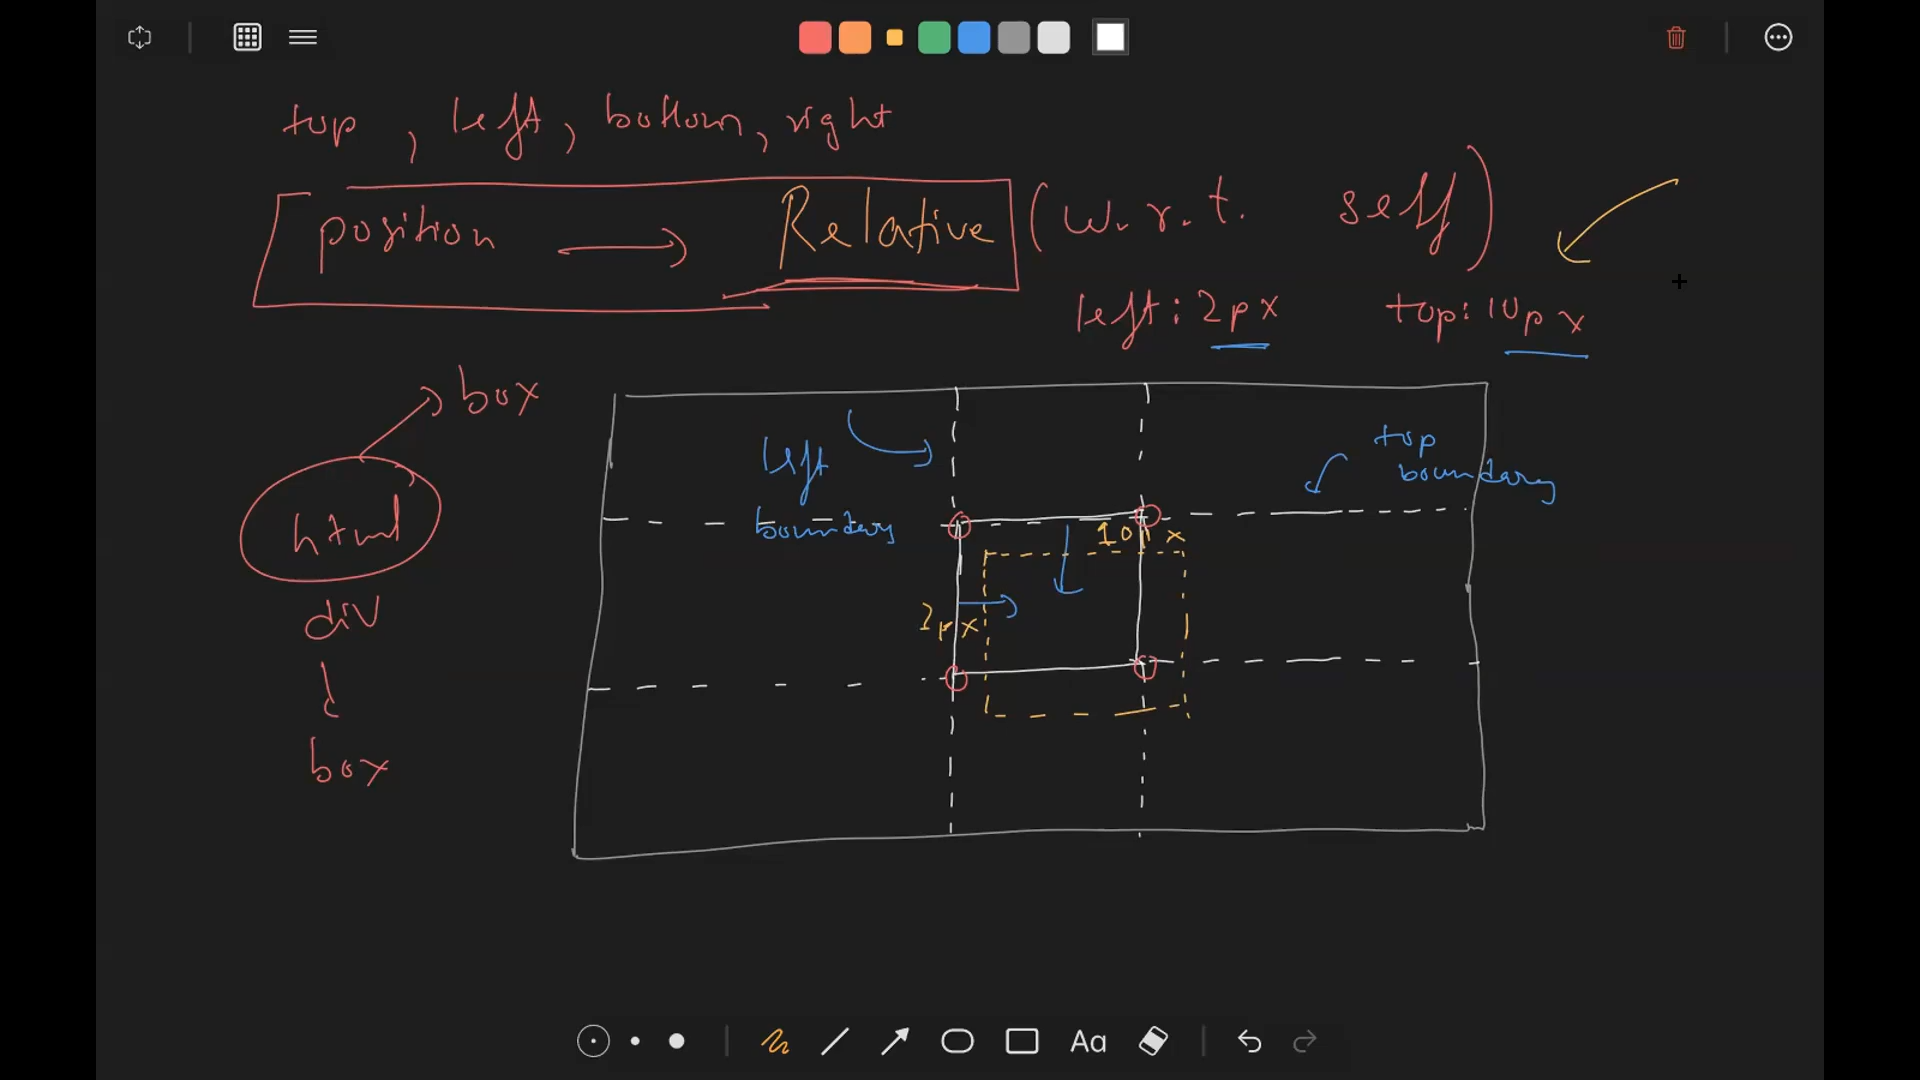 top , left, bottom, right
position → Relative (w.r.t. self)
left: 2px top: 10px
box
html
div
box
left
boundary
top
boundary
10px
2px
Aa